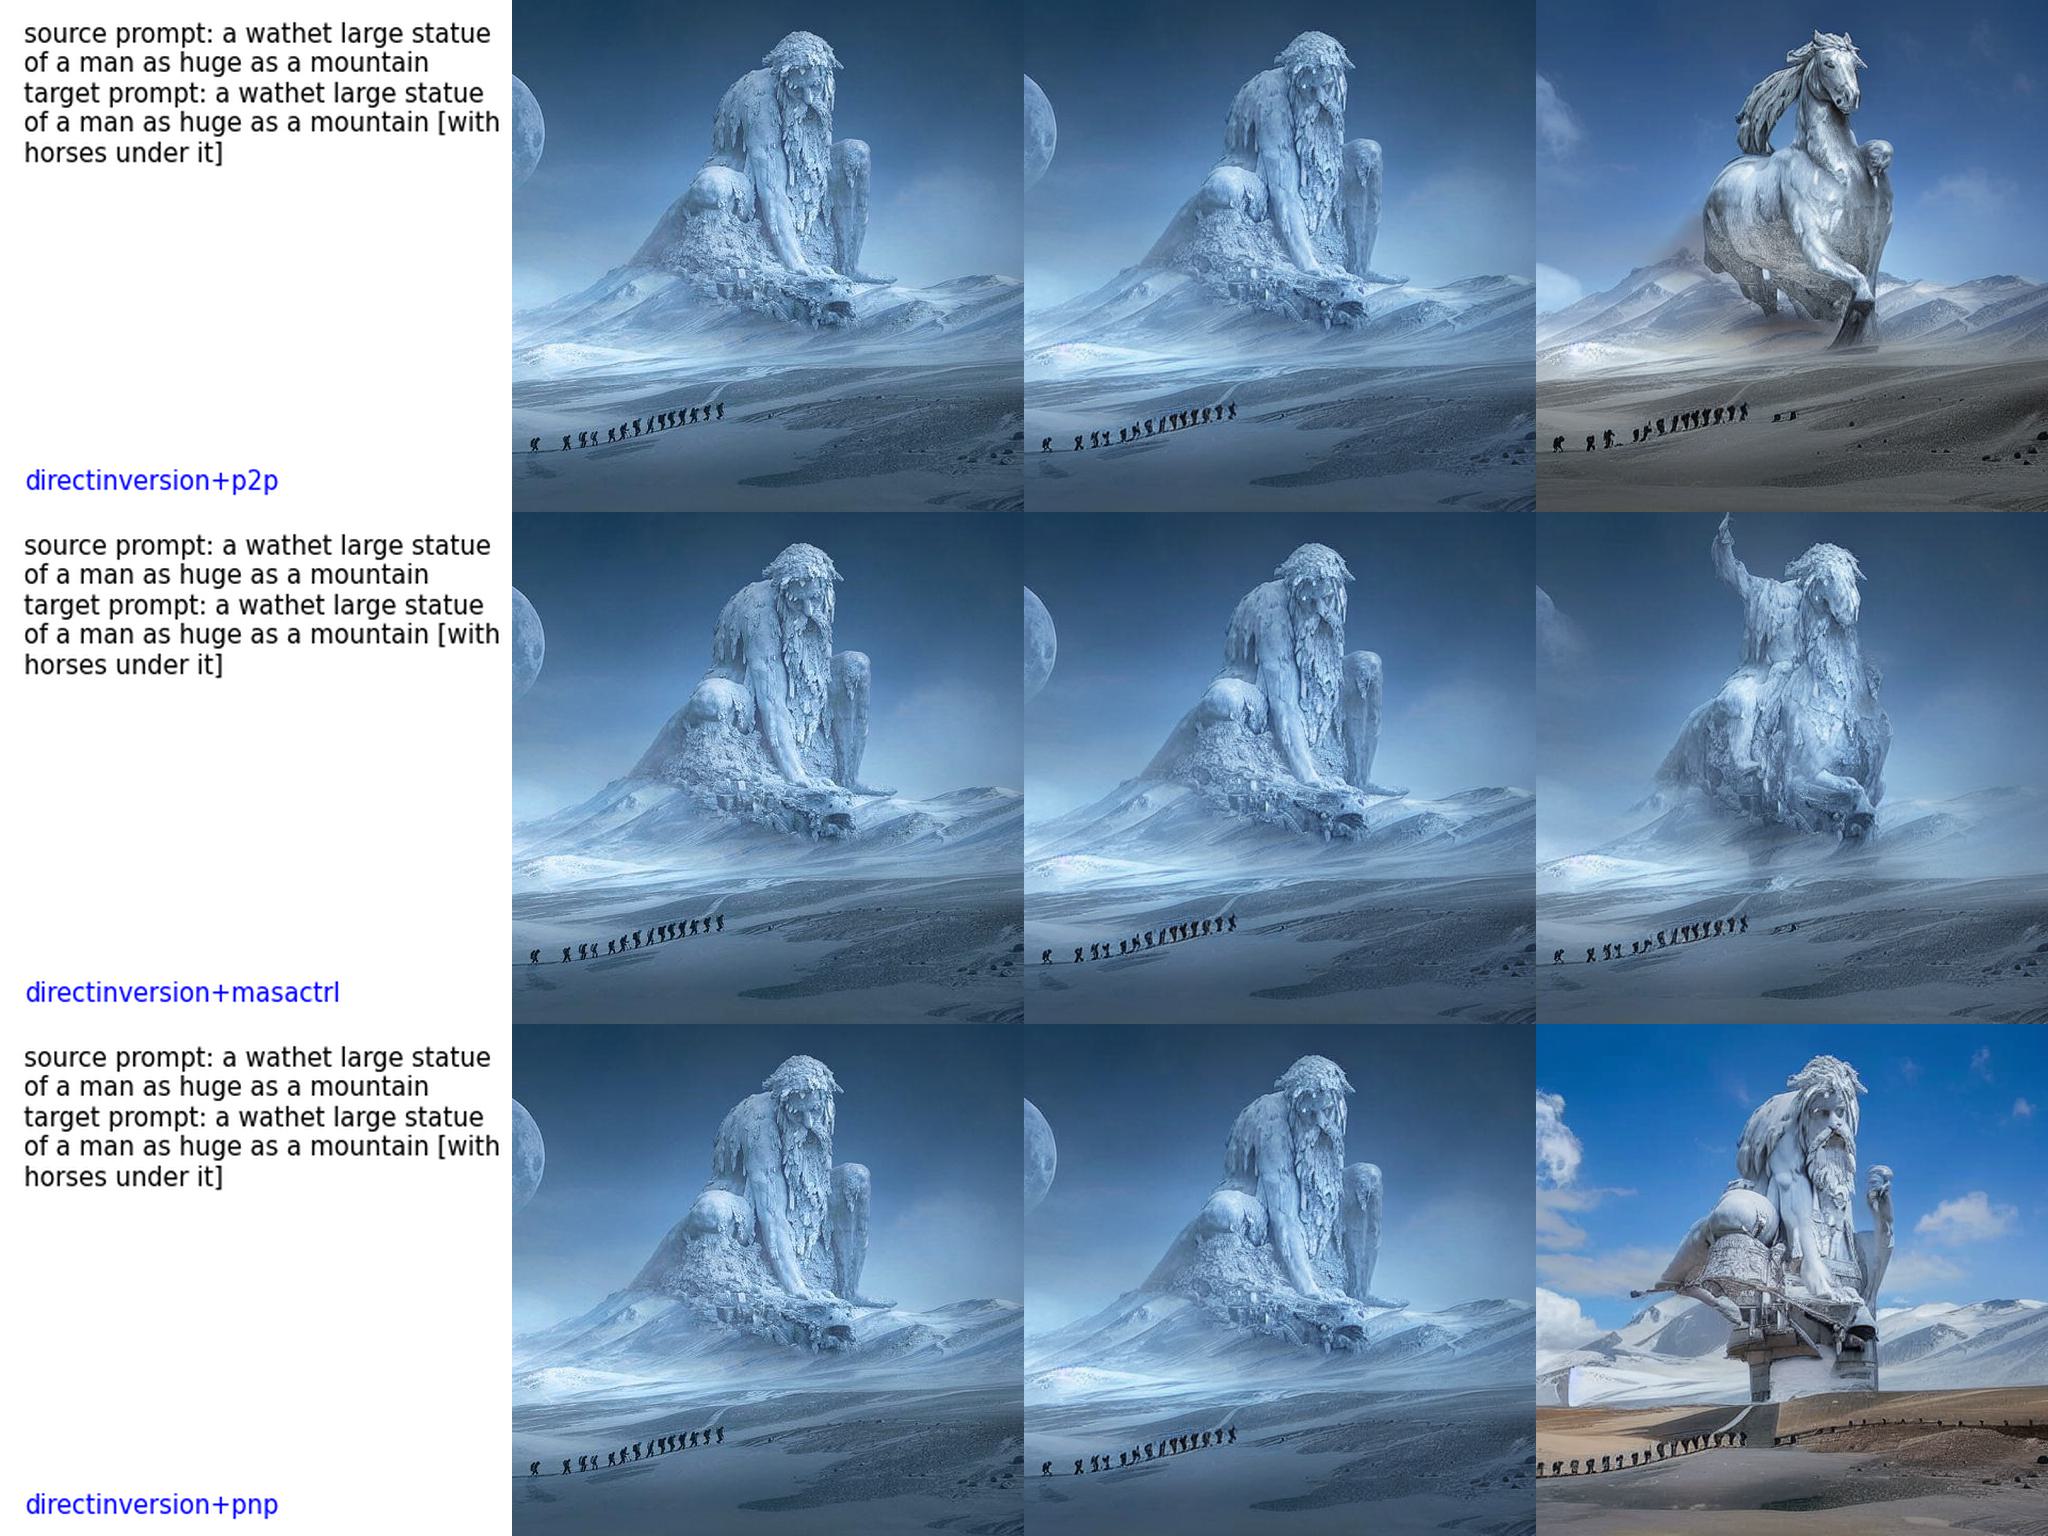 source prompt: a wathet large statue
of a man as huge as a mountain
target prompt: a wathet large statue
of a man as huge as a mountain [with
horses under it]
directinversion+p2p
source prompt: a wathet large statue
of a man as huge as a mountain
target prompt: a wathet large statue
of a man as huge as a mountain [with
horses under it]
directinversion+masactrl
source prompt: a wathet large statue
of a man as huge as a mountain
target prompt: a wathet large statue
of a man as huge as a mountain [with
horses under it]
directinversion+pnp